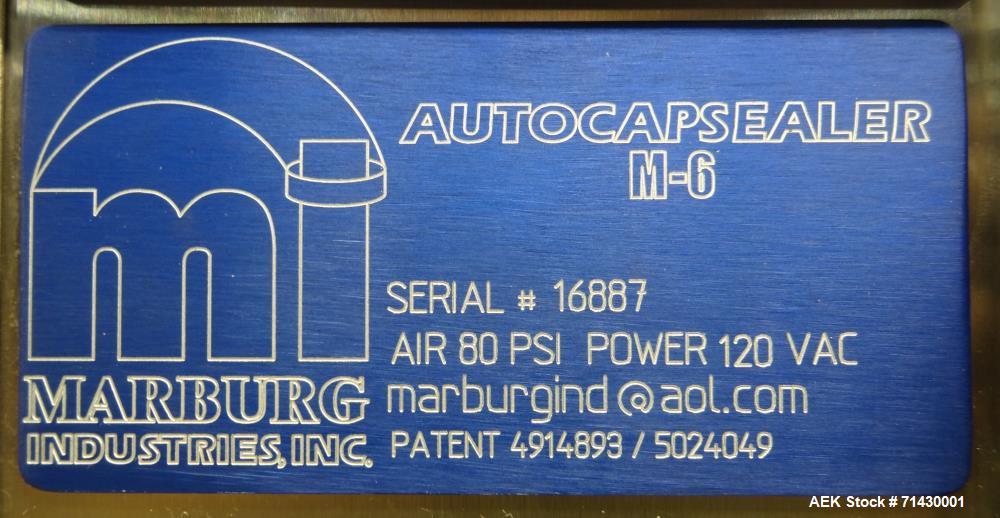 AUTOCAPSEALER
M-6
SERIAL # 16887
AIR 80 PSI POWER 120 VAC
marburgind@aol.com
PATENT 4914893 / 5024049
mi
MARBURG
INDUSTRIES, INC.
AEK Stock # 71430001